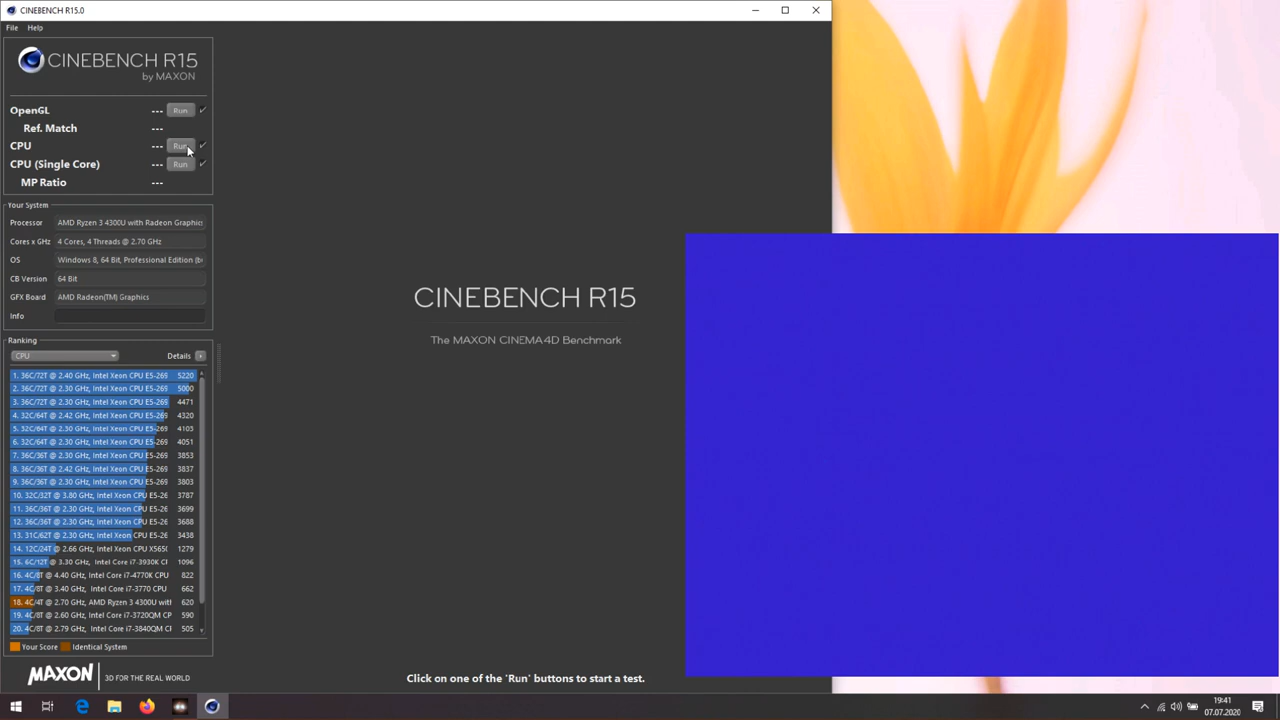 CINEBENCH R15.0
File Help
CINEBENCH R15
by MAXON
OpenGL --- Run
Ref. Match ---
CPU --- Run
CPU (Single Core) --- Run
MP Ratio ---
Your System
Processor AMD Ryzen 3 4300U with Radeon Graphic
Cores x GHz 4 Cores, 4 Threads @ 2.70 GHz
OS Windows 8, 64 Bit, Professional Edition (b
CB Version 64 Bit
GFX Board AMD Radeon(TM) Graphics
Info
Ranking
CPU Details
1. 36C/72T @ 2.40 GHz, Intel Xeon CPU E5-269 5220
2. 36C/72T @ 2.30 GHz, Intel Xeon CPU E5-269 5000
3. 36C/72T @ 2.30 GHz, Intel Xeon CPU E5-269 4471
4. 32C/64T @ 2.42 GHz, Intel Xeon CPU E5-269 4320
5. 32C/64T @ 2.30 GHz, Intel Xeon CPU E5-269 4103
6. 32C/64T @ 2.30 GHz, Intel Xeon CPU E5-269 4051
7. 36C/36T @ 2.30 GHz, Intel Xeon CPU E5-269 3853
8. 36C/36T @ 2.42 GHz, Intel Xeon CPU E5-269 3837
9. 36C/36T @ 2.30 GHz, Intel Xeon CPU E5-269 3803
10. 32C/32T @ 3.80 GHz, Intel Xeon CPU E5-26 3787
11. 36C/36T @ 2.30 GHz, Intel Xeon CPU E5-26 3699
12. 36C/36T @ 2.30 GHz, Intel Xeon CPU E5-26 3688
13. 31C/62T @ 2.30 GHz, Intel Xeon CPU E5-26 3438
14. 12C/24T @ 2.66 GHz, Intel Xeon CPU X565( 1279
15. 6C/12T @ 3.30 GHz, Intel Core i7-3930K CF 1096
16. 4C/8T @ 4.40 GHz, Intel Core i7-4770K CPU 822
17. 4C/8T @ 3.40 GHz, Intel Core i7-3770 CPU 662
18. 4C/4T @ 2.70 GHz, AMD Ryzen 3 4300U with 620
19. 4C/8T @ 2.60 GHz, Intel Core i7-3720QM CP 590
20. 4C/8T @ 2.79 GHz, Intel Core i7-3840QM CF 505
Your Score Identical System
MAXON 3D FOR THE REAL WORLD
CINEBENCH R15
The MAXON CINEMA4D Benchmark
Click on one of the 'Run' buttons to start a test.
19:41
07.07.2020